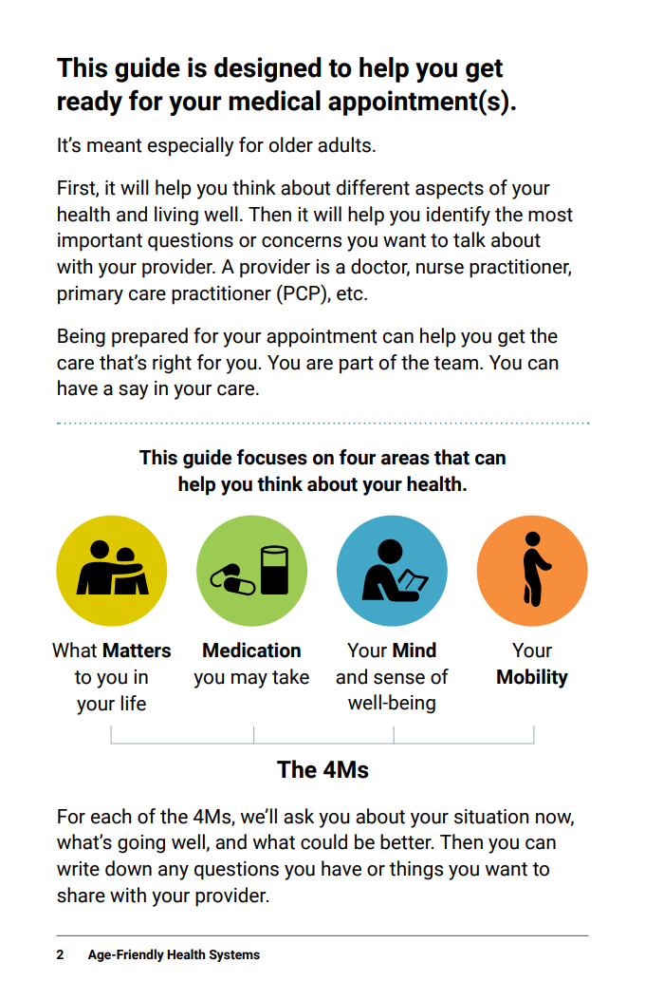 This guide is designed to help you get
ready for your medical appointment(s).
It’s meant especially for older adults.
First, it will help you think about different aspects of your
health and living well. Then it will help you identify the most
important questions or concerns you want to talk about
with your provider. A provider is a doctor, nurse practitioner,
primary care practitioner (PCP), etc.
Being prepared for your appointment can help you get the
care that’s right for you. You are part of the team. You can
have a say in your care.
This guide focuses on four areas that can
help you think about your health.
What Matters
to you in
your life
Medication
you may take
Your Mind
and sense of
well-being
Your
Mobility
The 4Ms
For each of the 4Ms, we’ll ask you about your situation now,
what’s going well, and what could be better. Then you can
write down any questions you have or things you want to
share with your provider.
2 Age-Friendly Health Systems